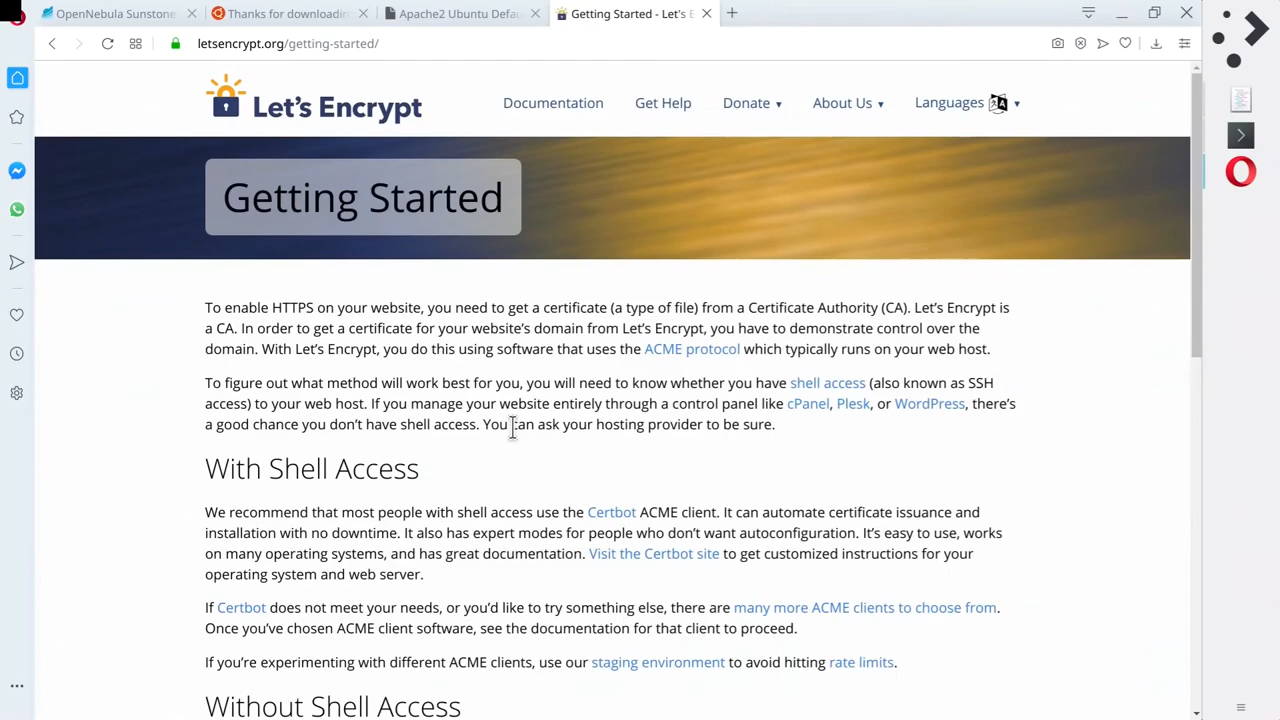 OpenNebula Sunstone
Thanks for downloadin
Apache2 Ubuntu Defau
Getting Started - Let's E
letsencrypt.org/getting-started/
Let's Encrypt
Documentation
Get Help
Donate ▼
About Us ▼
Languages ▼
Getting Started
To enable HTTPS on your website, you need to get a certificate (a type of file) from a Certificate Authority (CA). Let's Encrypt is
a CA. In order to get a certificate for your website's domain from Let's Encrypt, you have to demonstrate control over the
domain. With Let's Encrypt, you do this using software that uses the ACME protocol which typically runs on your web host.
To figure out what method will work best for you, you will need to know whether you have shell access (also known as SSH
access) to your web host. If you manage your website entirely through a control panel like cPanel, Plesk, or WordPress, there's
a good chance you don't have shell access. You can ask your hosting provider to be sure.
With Shell Access
We recommend that most people with shell access use the Certbot ACME client. It can automate certificate issuance and
installation with no downtime. It also has expert modes for people who don't want autoconfiguration. It's easy to use, works
on many operating systems, and has great documentation. Visit the Certbot site to get customized instructions for your
operating system and web server.
If Certbot does not meet your needs, or you'd like to try something else, there are many more ACME clients to choose from.
Once you've chosen ACME client software, see the documentation for that client to proceed.
If you're experimenting with different ACME clients, use our staging environment to avoid hitting rate limits.
Without Shell Access